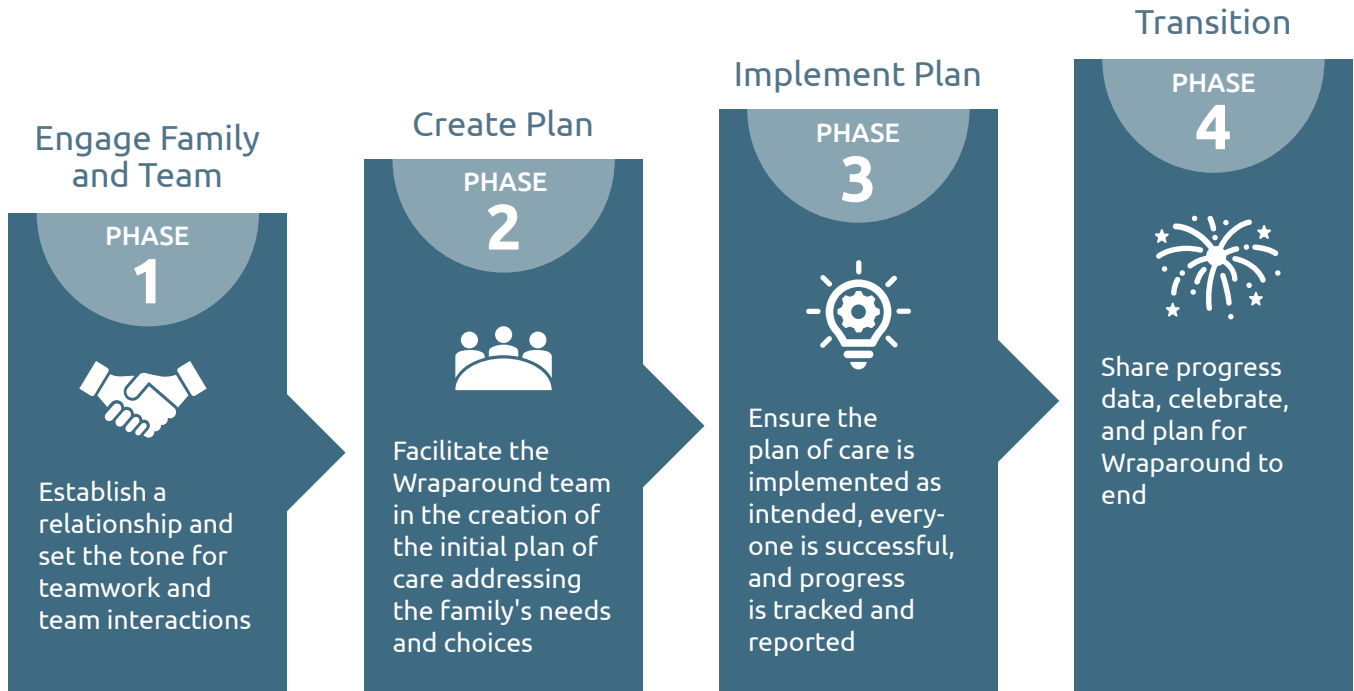 Engage Family
and Team
PHASE
1
Establish a
relationship and
set the tone for
teamwork and
team interactions
Create Plan
PHASE
2
Facilitate the
Wraparound team
in the creation of
the initial plan of
care addressing
the family's needs
and choices
Implement Plan
PHASE
3
Ensure the
plan of care is
implemented as
intended, every-
one is successful,
and progress
is tracked and
reported
Transition
PHASE
4
Share progress
data, celebrate,
and plan for
Wraparound to
end